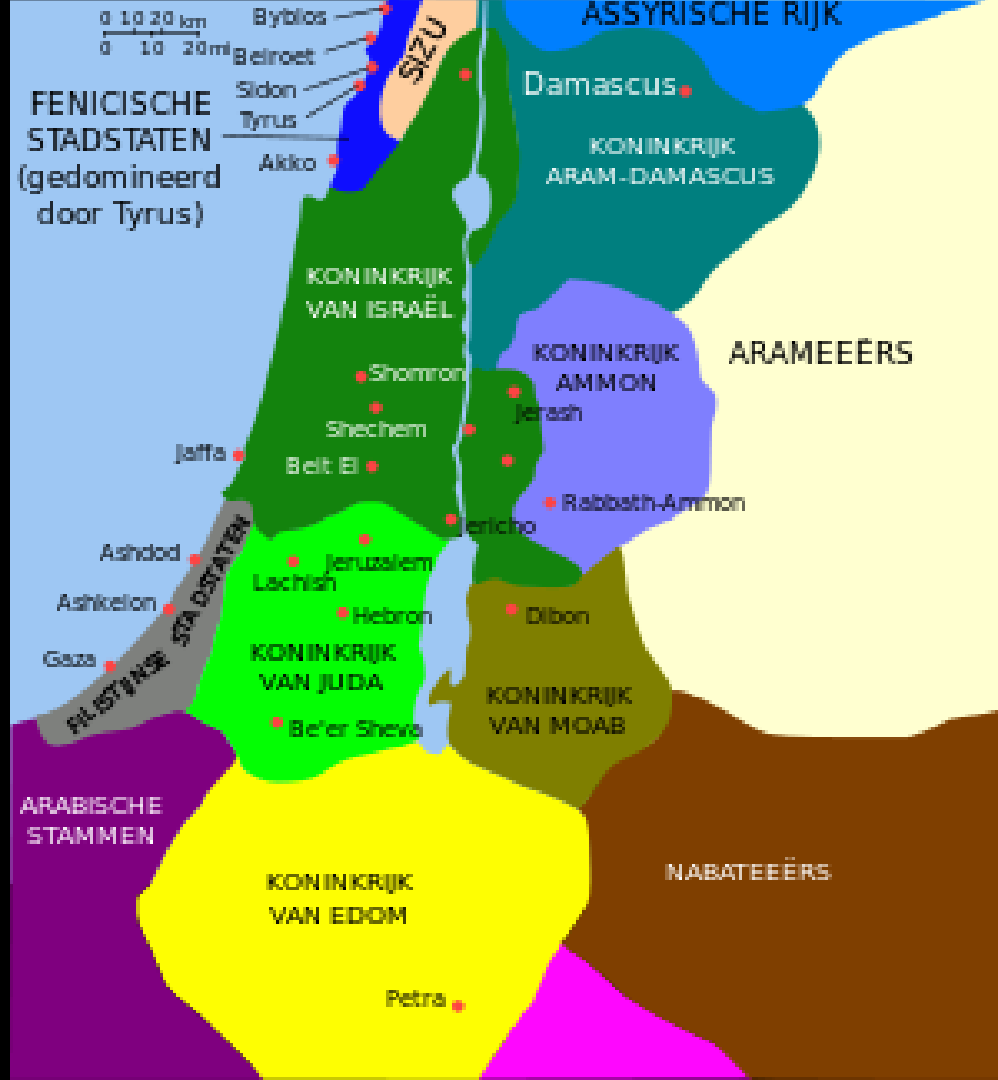 0 10 20 km
0 10 20mi
Byblos
Beiroet
Sidon
Tyrus
Akko
FENICISCHE
STADSTATEN
(gedomineerd
door Tyrus)
SIZU
ASSYRISCHE RIJK
Damascus
KONINKRIJK
ARAM-DAMASCUS
KONINKRIJK
VAN ISRAËL
Shomron
Shechem
Beit El
Jaffa
KONINKRIJK
AMMON
Jerash
Rabbath-Ammon
ARAMEEËRS
Jericho
Ashdod
Ashkelon
Gaza
FILISTIJNSE STADSTATEN
Jeruzalem
Lachish
Hebron
KONINKRIJK
VAN JUDA
Be'er Sheva
Dibon
KONINKRIJK
VAN MOAB
ARABISCHE
STAMMEN
KONINKRIJK
VAN EDOM
Petra
NABATEEËRS